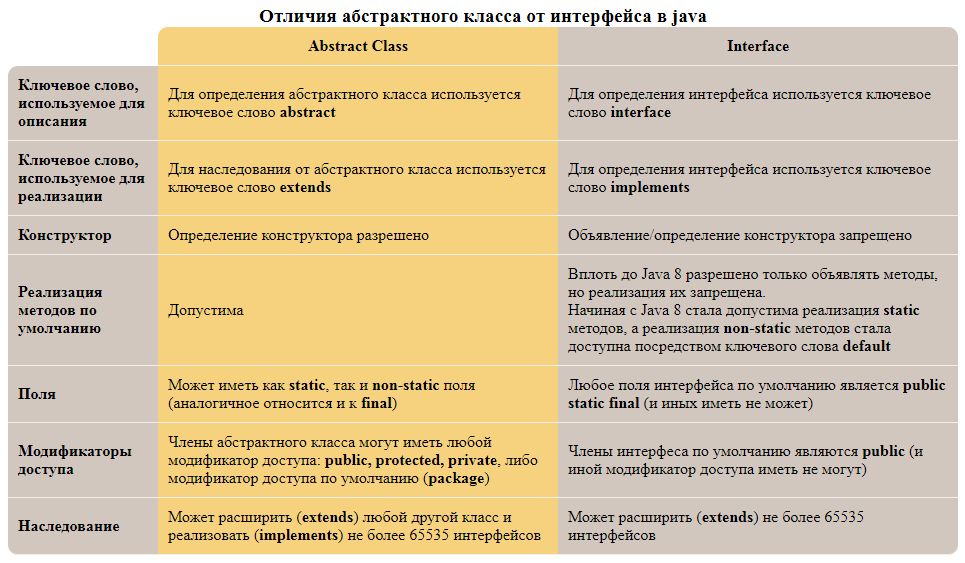 Отличия абстрактного класса от интерфейса в java
Abstract Class
Interface
Ключевое слово,
используемое для
описания
Для определения абстрактного класса используется
ключевое слово abstract
Для определения интерфейса используется ключевое
слово interface
Ключевое слово,
используемое для
реализации
Для наследования от абстрактного класса используется
ключевое слово extends
Для определения интерфейса используется ключевое
слово implements
Конструктор
Определение конструктора разрешено
Объявление/определение конструктора запрещено
Реализация
методов по
умолчанию
Допустима
Вплоть до Java 8 разрешено только объявлять методы,
но реализация их запрещена.
Начиная с Java 8 стала допустима реализация static
методов, а реализация non-static методов стала
доступна посредством ключевого слова default
Поля
Может иметь как static, так и non-static поля
(аналогичное относится и к final)
Любое поля интерфейса по умолчанию является public
static final (и иных иметь не может)
Модификаторы
доступа
Члены абстрактного класса могут иметь любой
модификатор доступа: public, protected, private, либо
модификатор доступа по умолчанию (package)
Члены интерфеса по умолчанию являются public (и
иной модификатор доступа иметь не могут)
Наследование
Может расширить (extends) любой другой класс и
реализовать (implements) не более 65535 интерфейсов
Может расширить (extends) не более 65535
интерфейсов